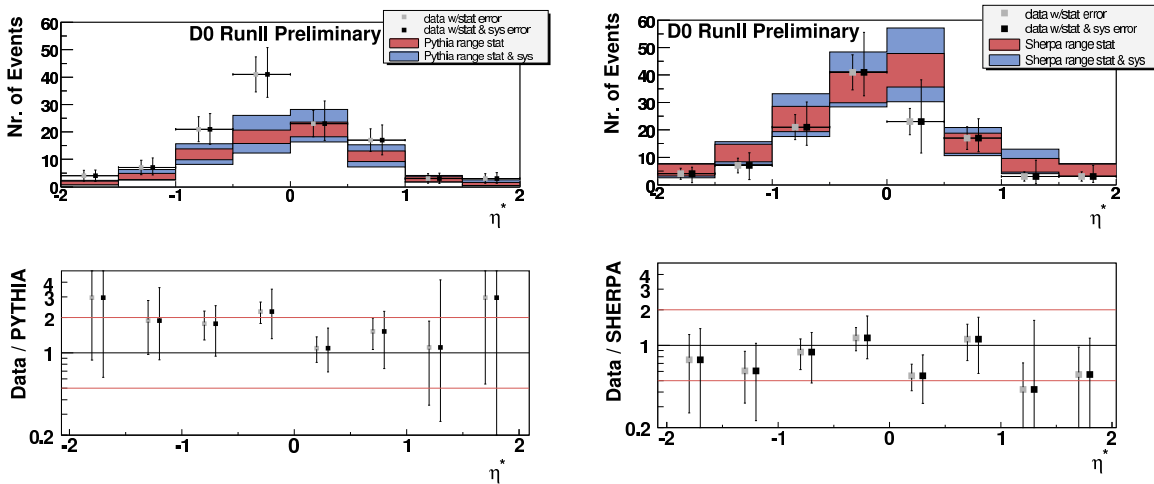 D0 RunII Preliminary
data w/stat error
data w/stat & sys error
Pythia range stat
Pythia range stat & sys
Nr. of Events
60
50
40
30
20
10
0
-2 -1 0 1 2
η*
D0 RunII Preliminary
data w/stat error
data w/stat & sys error
Sherpa range stat
Sherpa range stat & sys
Nr. of Events
60
50
40
30
20
10
0
-2 -1 0 1 2
η*
Data / PYTHIA
4
3
2
1
0.2
-2 -1 0 1 2
η*
Data / SHERPA
4
3
2
1
0.2
-2 -1 0 1 2
η*